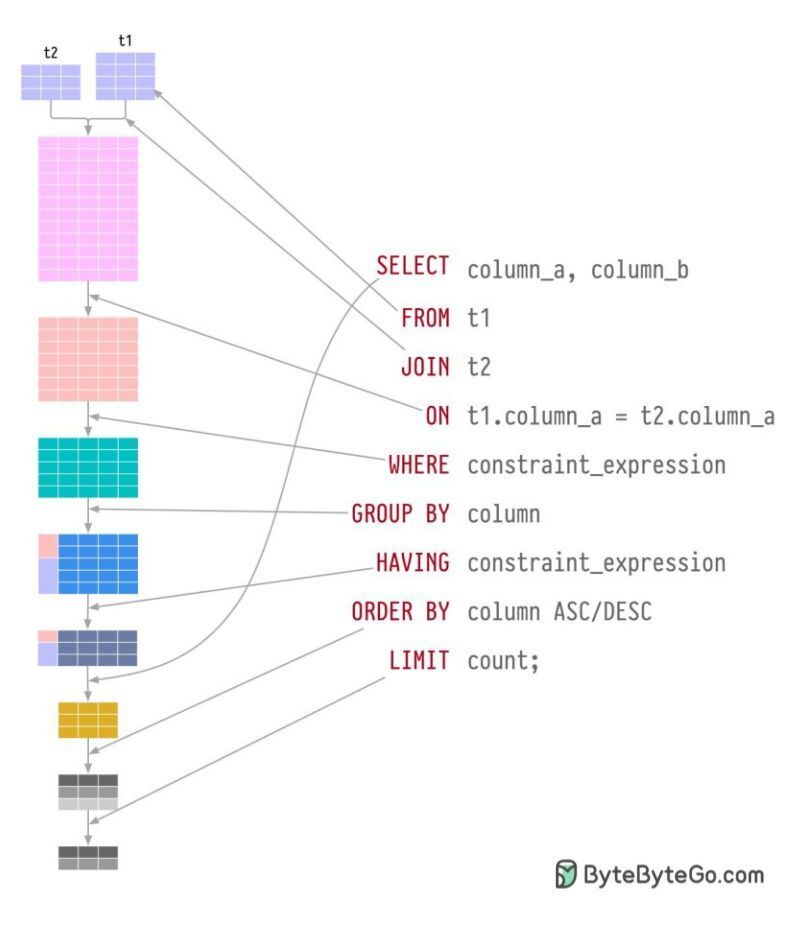 t1
t2
SELECT column_a, column_b
FROM t1
JOIN t2
ON t1.column_a = t2.column_a
WHERE constraint_expression
GROUP BY column
HAVING constraint_expression
ORDER BY column ASC/DESC
LIMIT count;
ByteByteGo.com